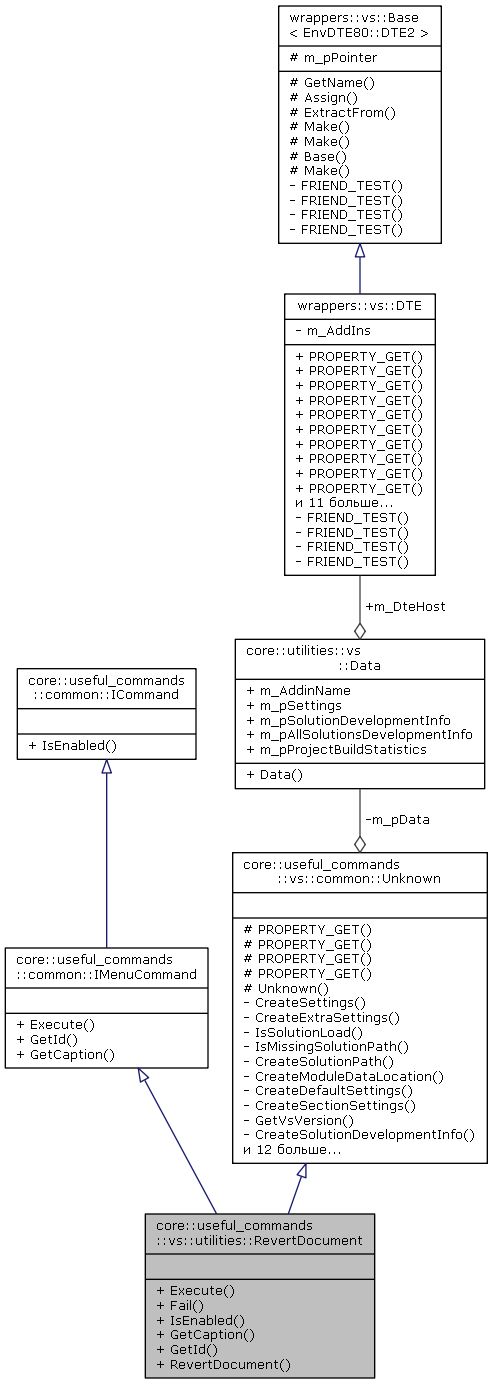 wrappers::vs::Base
< EnvDTE80::DTE2 >
# m_pPointer
# GetName()
# Assign()
# ExtractFrom()
# Make()
# Make()
# Base()
# Make()
- FRIEND_TEST()
- FRIEND_TEST()
- FRIEND_TEST()
- FRIEND_TEST()
wrappers::vs::DTE
- m_AddIns
+ PROPERTY_GET()
+ PROPERTY_GET()
+ PROPERTY_GET()
+ PROPERTY_GET()
+ PROPERTY_GET()
+ PROPERTY_GET()
+ PROPERTY_GET()
+ PROPERTY_GET()
+ PROPERTY_GET()
+ PROPERTY_GET()
и 11 больше...
- FRIEND_TEST()
- FRIEND_TEST()
- FRIEND_TEST()
- FRIEND_TEST()
+m_DteHost
core::utilities::vs
::Data
+ m_AddinName
+ m_pSettings
+ m_pSolutionDevelopmentInfo
+ m_pAllSolutionsDevelopmentInfo
+ m_pProjectBuildStatistics
+ Data()
core::useful_commands
::common::ICommand
+ IsEnabled()
-m_pData
core::useful_commands
::vs::common::Unknown
# PROPERTY_GET()
# PROPERTY_GET()
# PROPERTY_GET()
# PROPERTY_GET()
# Unknown()
- CreateSettings()
- CreateExtraSettings()
- IsSolutionLoad()
- IsMissingSolutionPath()
- CreateSolutionPath()
- CreateModuleDataLocation()
- CreateDefaultSettings()
- CreateSectionSettings()
- GetVsVersion()
- CreateSolutionDevelopmentInfo()
и 12 больше...
core::useful_commands
::common::IMenuCommand
+ Execute()
+ GetId()
+ GetCaption()
core::useful_commands
::vs::utilities::RevertDocument
+ Execute()
+ Fail()
+ IsEnabled()
+ GetCaption()
+ GetId()
+ RevertDocument()